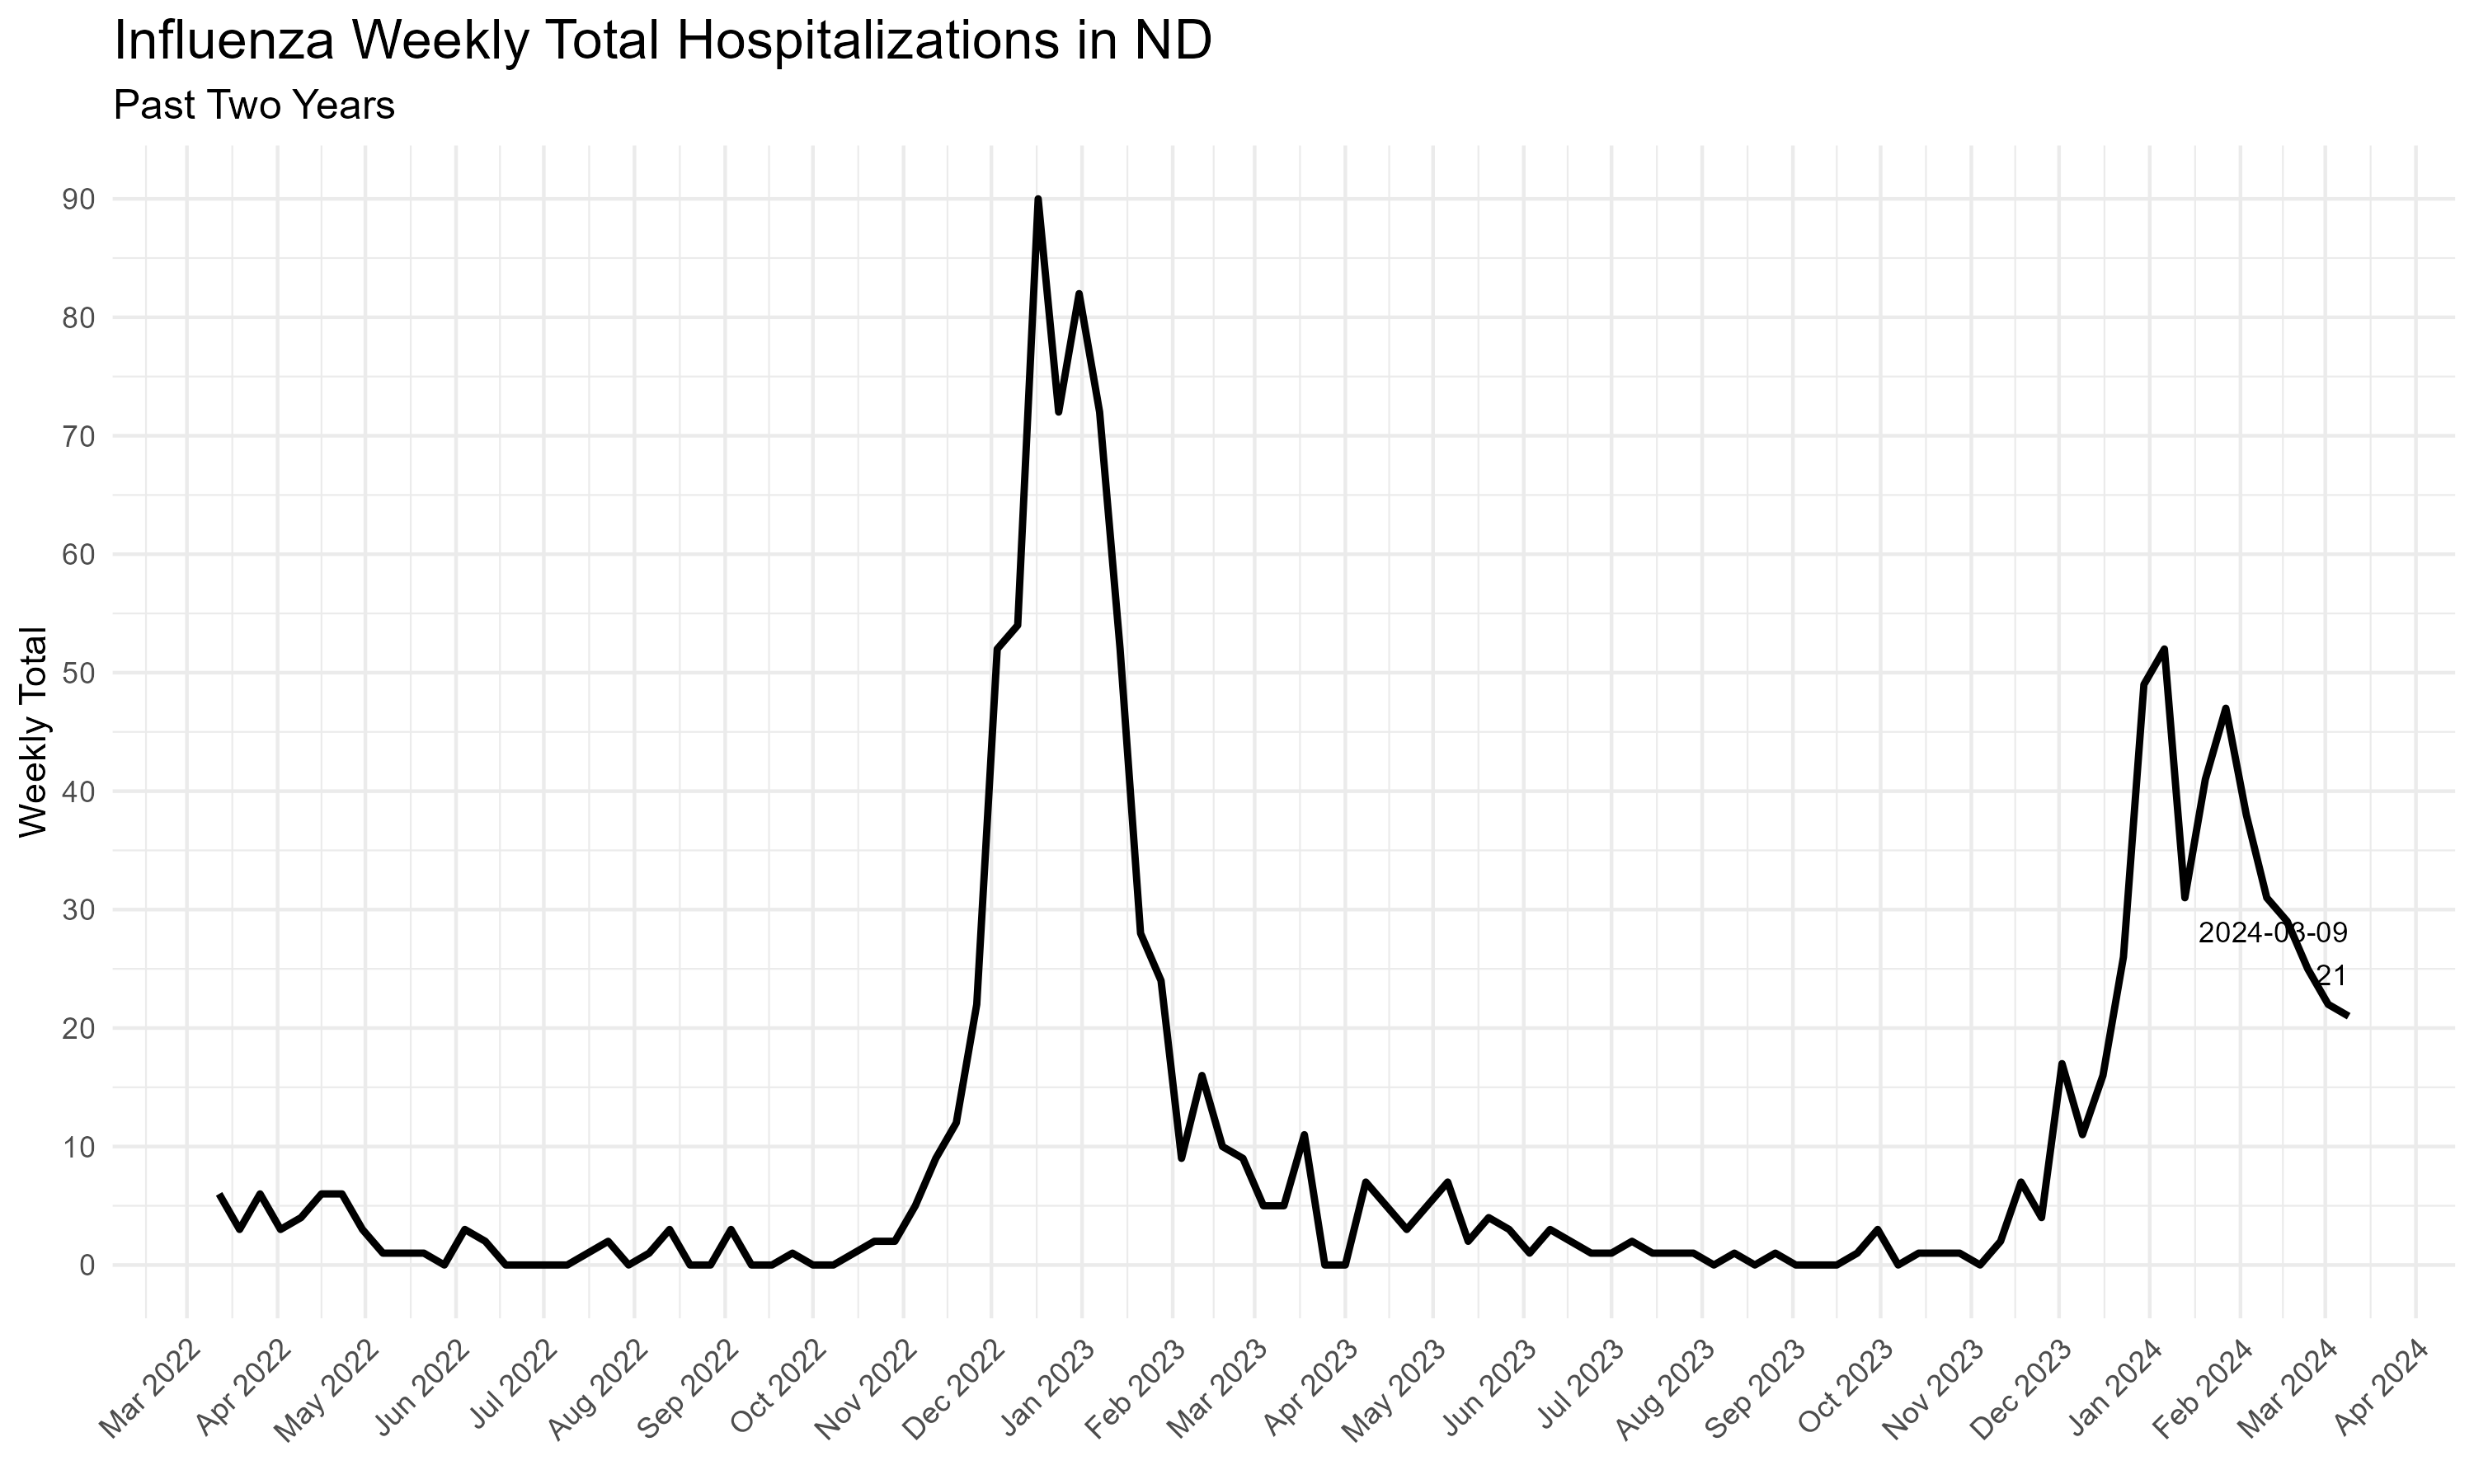 Influenza Weekly Total Hospitalizations in ND
Past Two Years
Weekly Total
90
80
70
60
50
40
30
20
10
0
2024-03-09
21
Mar 2022
Apr 2022
May 2022
Jun 2022
Jul 2022
Aug 2022
Sep 2022
Oct 2022
Nov 2022
Dec 2022
Jan 2023
Feb 2023
Mar 2023
Apr 2023
May 2023
Jun 2023
Jul 2023
Aug 2023
Sep 2023
Oct 2023
Nov 2023
Dec 2023
Jan 2024
Feb 2024
Mar 2024
Apr 2024